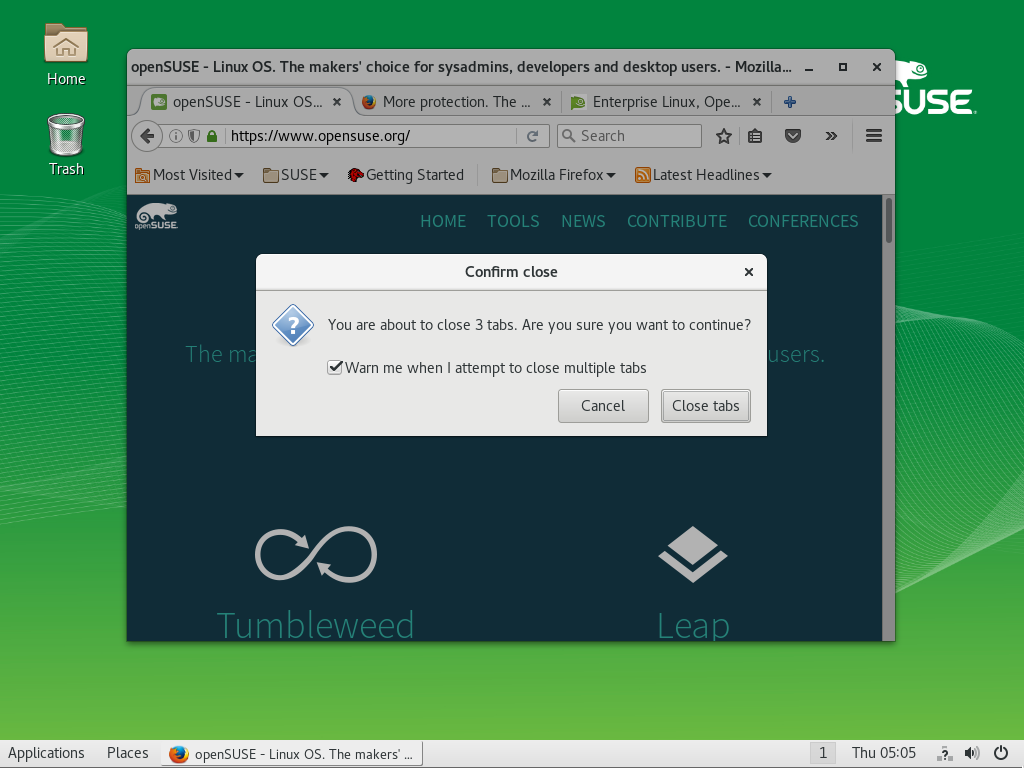 Home
Trash
openSUSE - Linux OS. The makers' choice for sysadmins, developers and desktop users. - Mozilla...
openSUSE - Linux OS... More protection. The ... Enterprise Linux, Ope...
https://www.opensuse.org/ Search
Most Visited SUSE Getting Started Mozilla Firefox Latest Headlines
openSUSE HOME TOOLS NEWS CONTRIBUTE CONFERENCES
Confirm close
You are about to close 3 tabs. Are you sure you want to continue?
The ma users.
Warn me when I attempt to close multiple tabs
Cancel Close tabs
Tumbleweed Leap
Applications Places openSUSE - Linux OS. The makers' ... 1 Thu 05:05